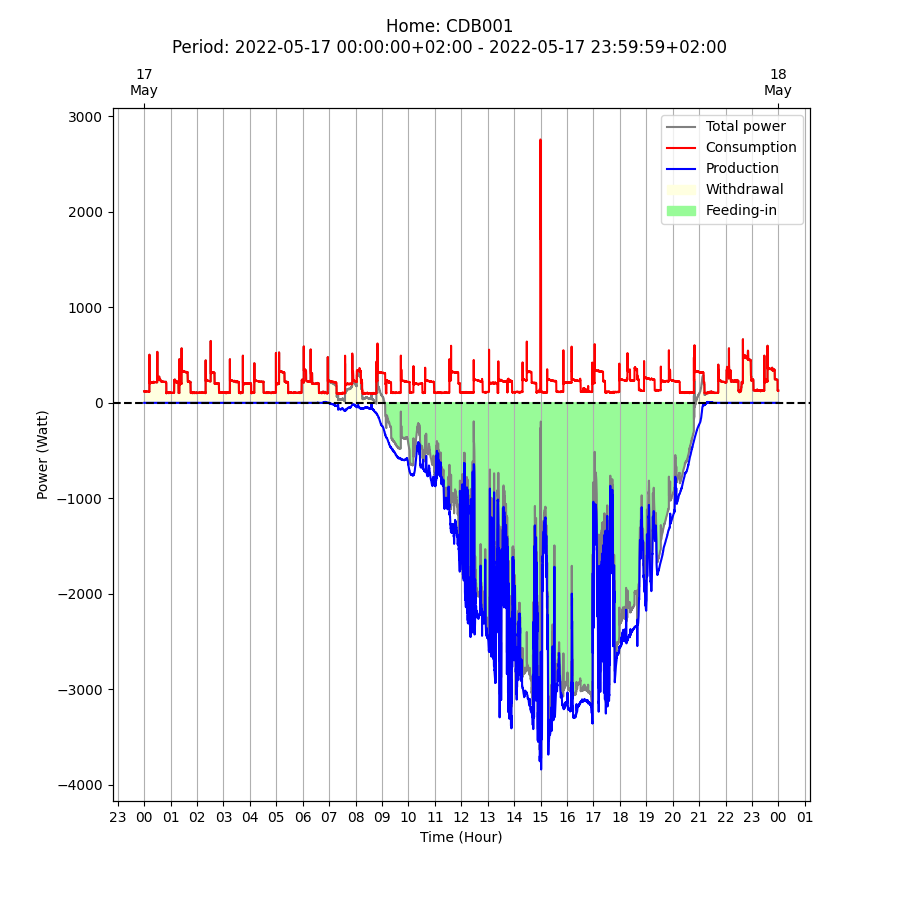 Home: CDB001
Period: 2022-05-17 00:00:00+02:00 - 2022-05-17 23:59:59+02:00
17 18
May May
3000
2000
1000
0
−1000
−2000
−3000
−4000
Power (Watt)
Total power
Consumption
Production
Withdrawal
Feeding-in
23 00 01 02 03 04 05 06 07 08 09 10 11 12 13 14 15 16 17 18 19 20 21 22 23 00 01
Time (Hour)